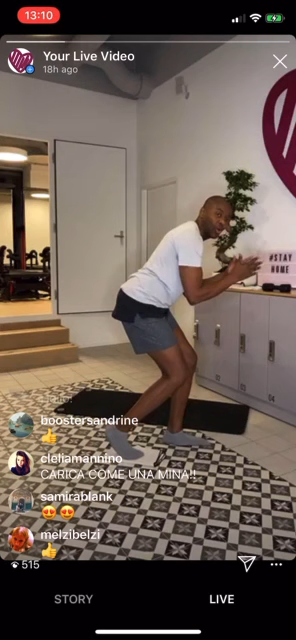 13:10
Your Live Video
18h ago
#STAY
HOME
boostersandrine
👍
cleliamannino
CARICA COME UNA MINA!!
samirablank
😍😍
melzibelzi
👍
515
STORY
LIVE